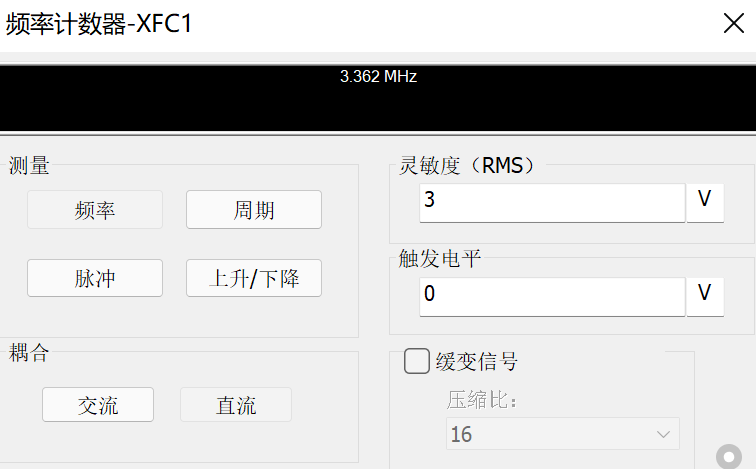 频率计数器-XFC1
3.362 MHz
测量
频率
周期
脉冲
上升/下降
耦合
交流
直流
灵敏度（RMS）
3
V
触发电平
0
V
缓变信号
压缩比:
16